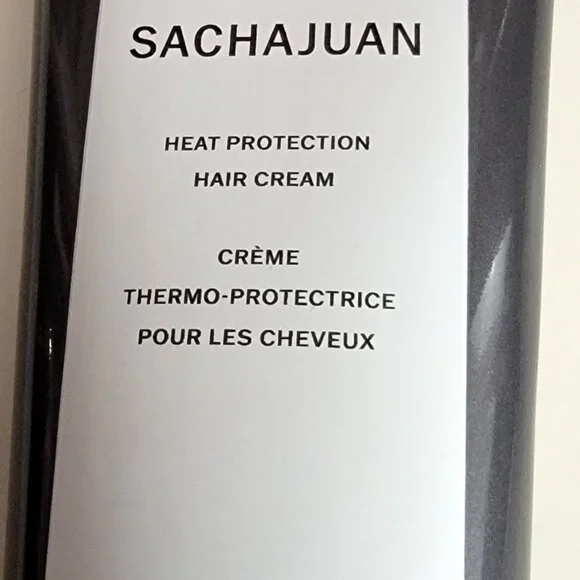 SACHAJUAN
HEAT PROTECTION
HAIR CREAM
CRÈME
THERMO-PROTECTRICE
POUR LES CHEVEUX